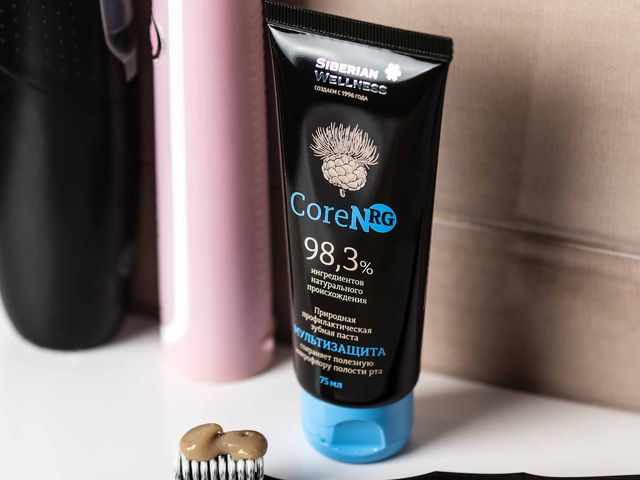 SIBERIAN
WELLNESS
СОЗДАЕМ С 1996 ГОДА
CoreNRG
98,3%
ингредиентов
натурального
происхождения
Природная
профилактическая
зубная паста
МУЛЬТИЗАЩИТА
сохраняет полезную
микрофлору полости рта
75 мл